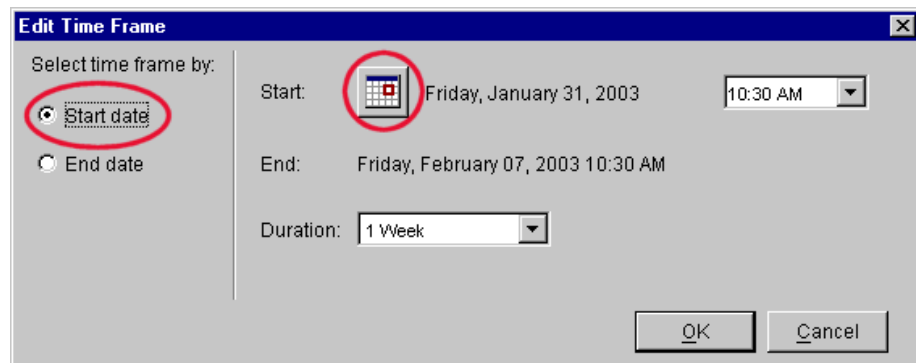 Edit Time Frame
Select time frame by:
Start date
End date
Start: Friday, January 31, 2003 10:30 AM
End: Friday, February 07, 2003 10:30 AM
Duration: 1 Week
OK Cancel